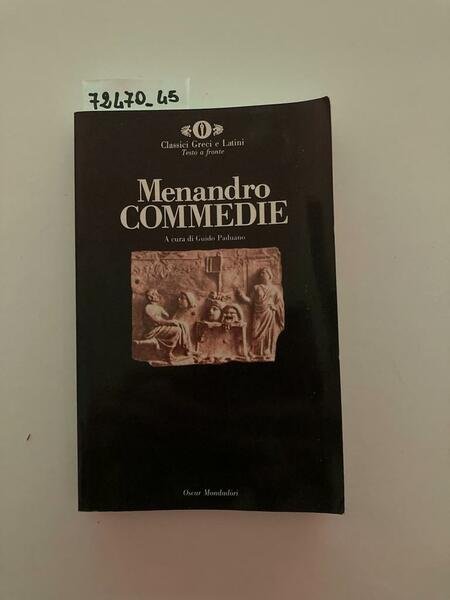 72470_45
Classici Greci e Latini
Testo a fronte
Menandro
COMMEDIE
A cura di Guido Paduano
Oscar Mondadori